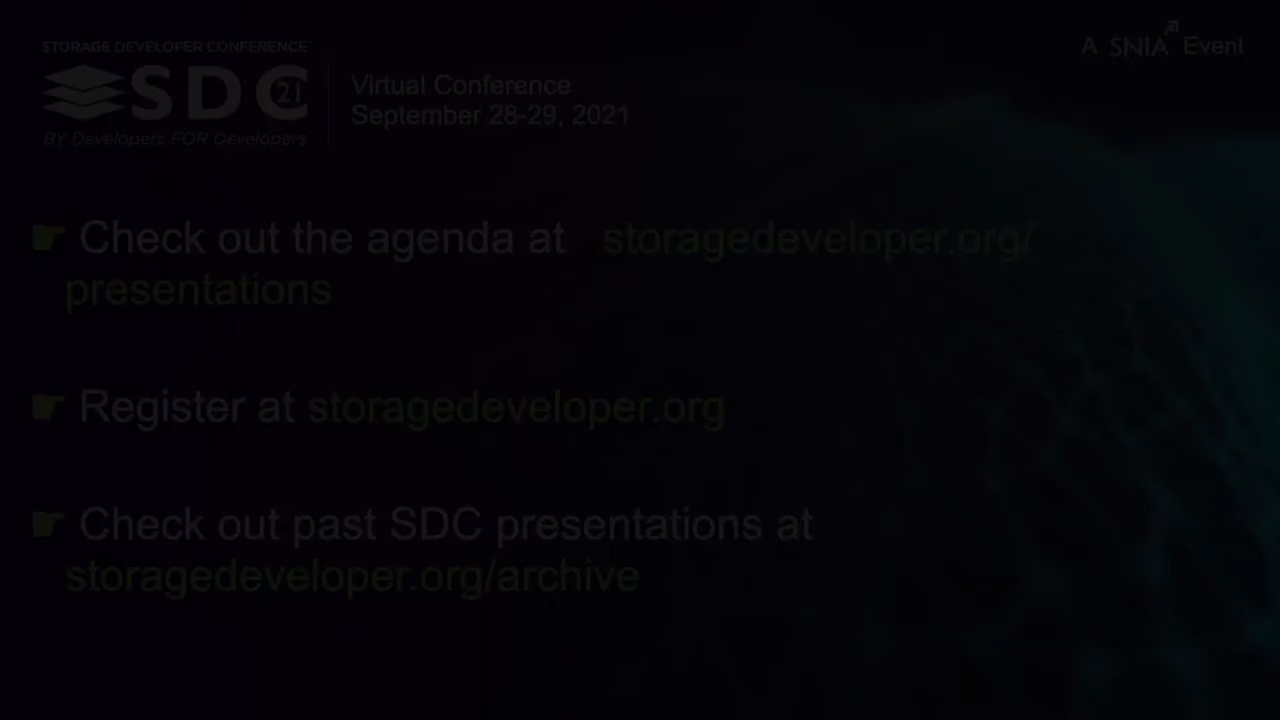 STORAGE DEVELOPER CONFERENCE
SDC 21
BY Developers FOR Developers
Virtual Conference
September 28-29, 2021
A SNIA Event
☛ Check out the agenda at storagedeveloper.org/
presentations
☛ Register at storagedeveloper.org
☛ Check out past SDC presentations at
storagedeveloper.org/archive